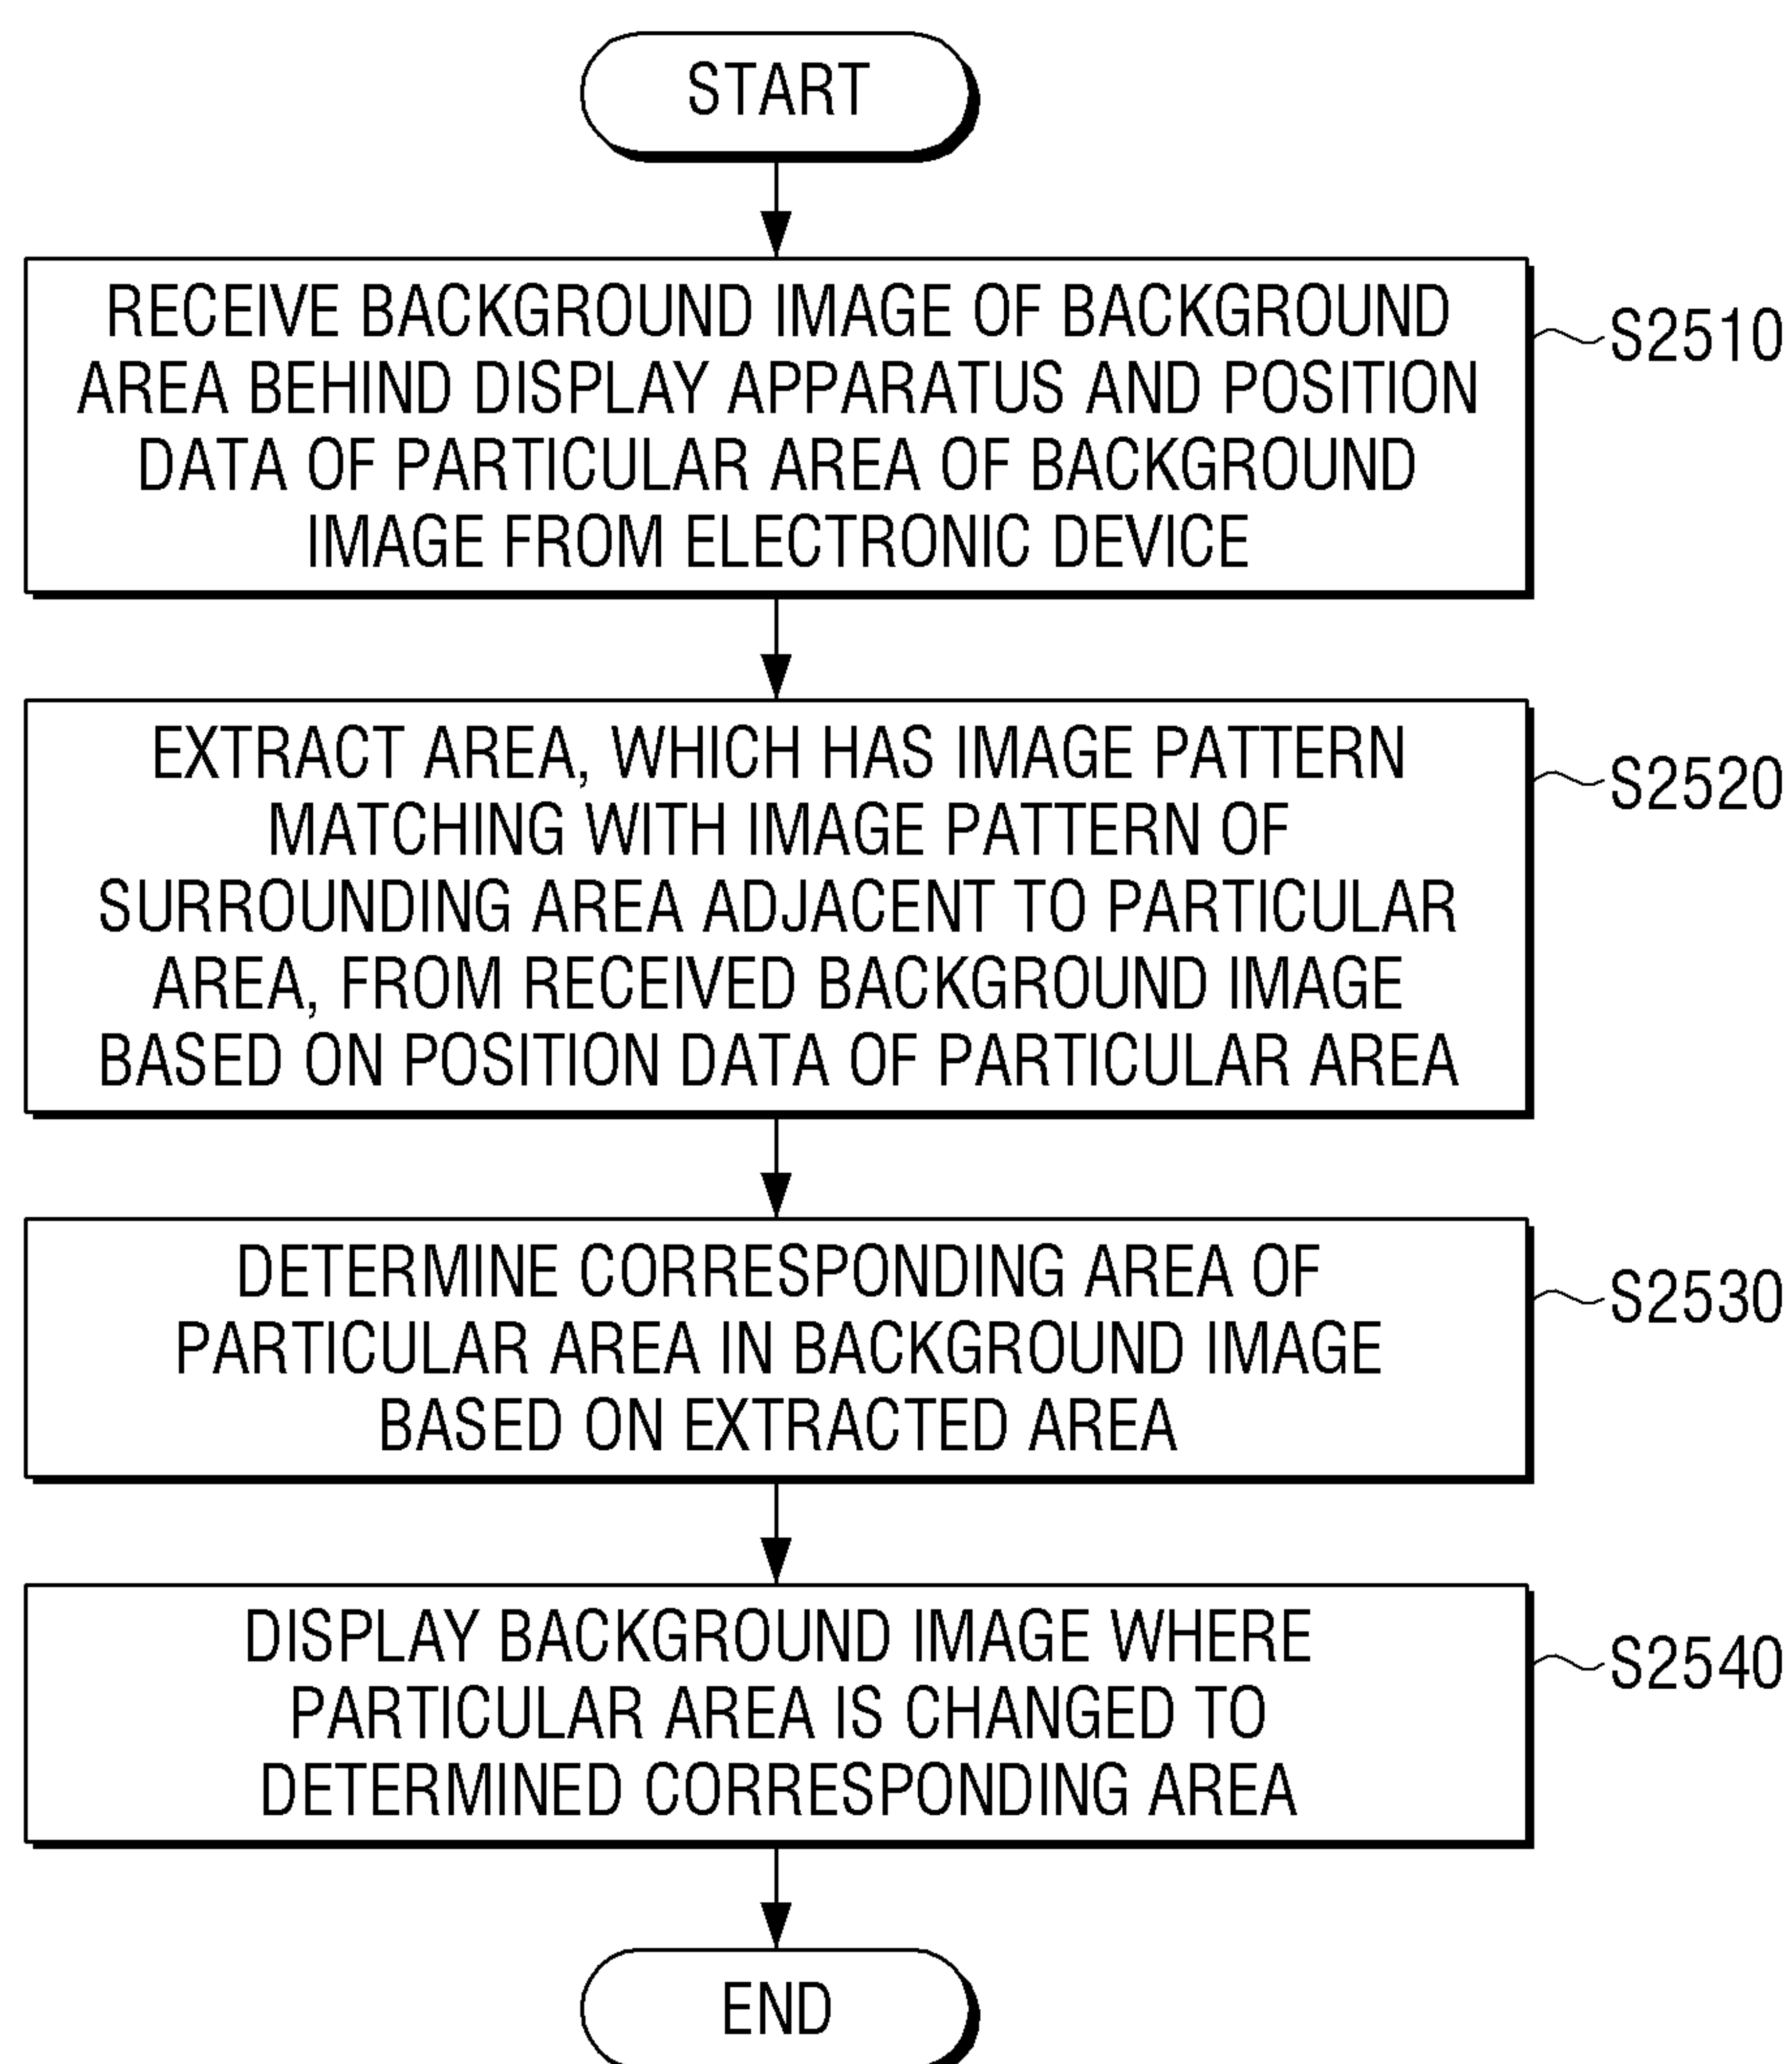 START
RECEIVE BACKGROUND IMAGE OF BACKGROUND
AREA BEHIND DISPLAY APPARATUS AND POSITION
DATA OF PARTICULAR AREA OF BACKGROUND
IMAGE FROM ELECTRONIC DEVICE
S2510
EXTRACT AREA, WHICH HAS IMAGE PATTERN
MATCHING WITH IMAGE PATTERN OF
SURROUNDING AREA ADJACENT TO PARTICULAR
AREA, FROM RECEIVED BACKGROUND IMAGE
BASED ON POSITION DATA OF PARTICULAR AREA
S2520
DETERMINE CORRESPONDING AREA OF
PARTICULAR AREA IN BACKGROUND IMAGE
BASED ON EXTRACTED AREA
S2530
DISPLAY BACKGROUND IMAGE WHERE
PARTICULAR AREA IS CHANGED TO
DETERMINED CORRESPONDING AREA
S2540
END